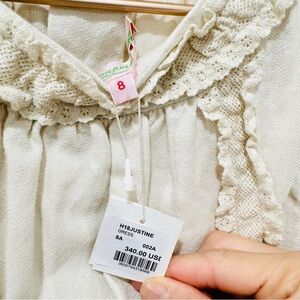 8
H18JUSTINE
DRESS
8A 002A
340.00 USD